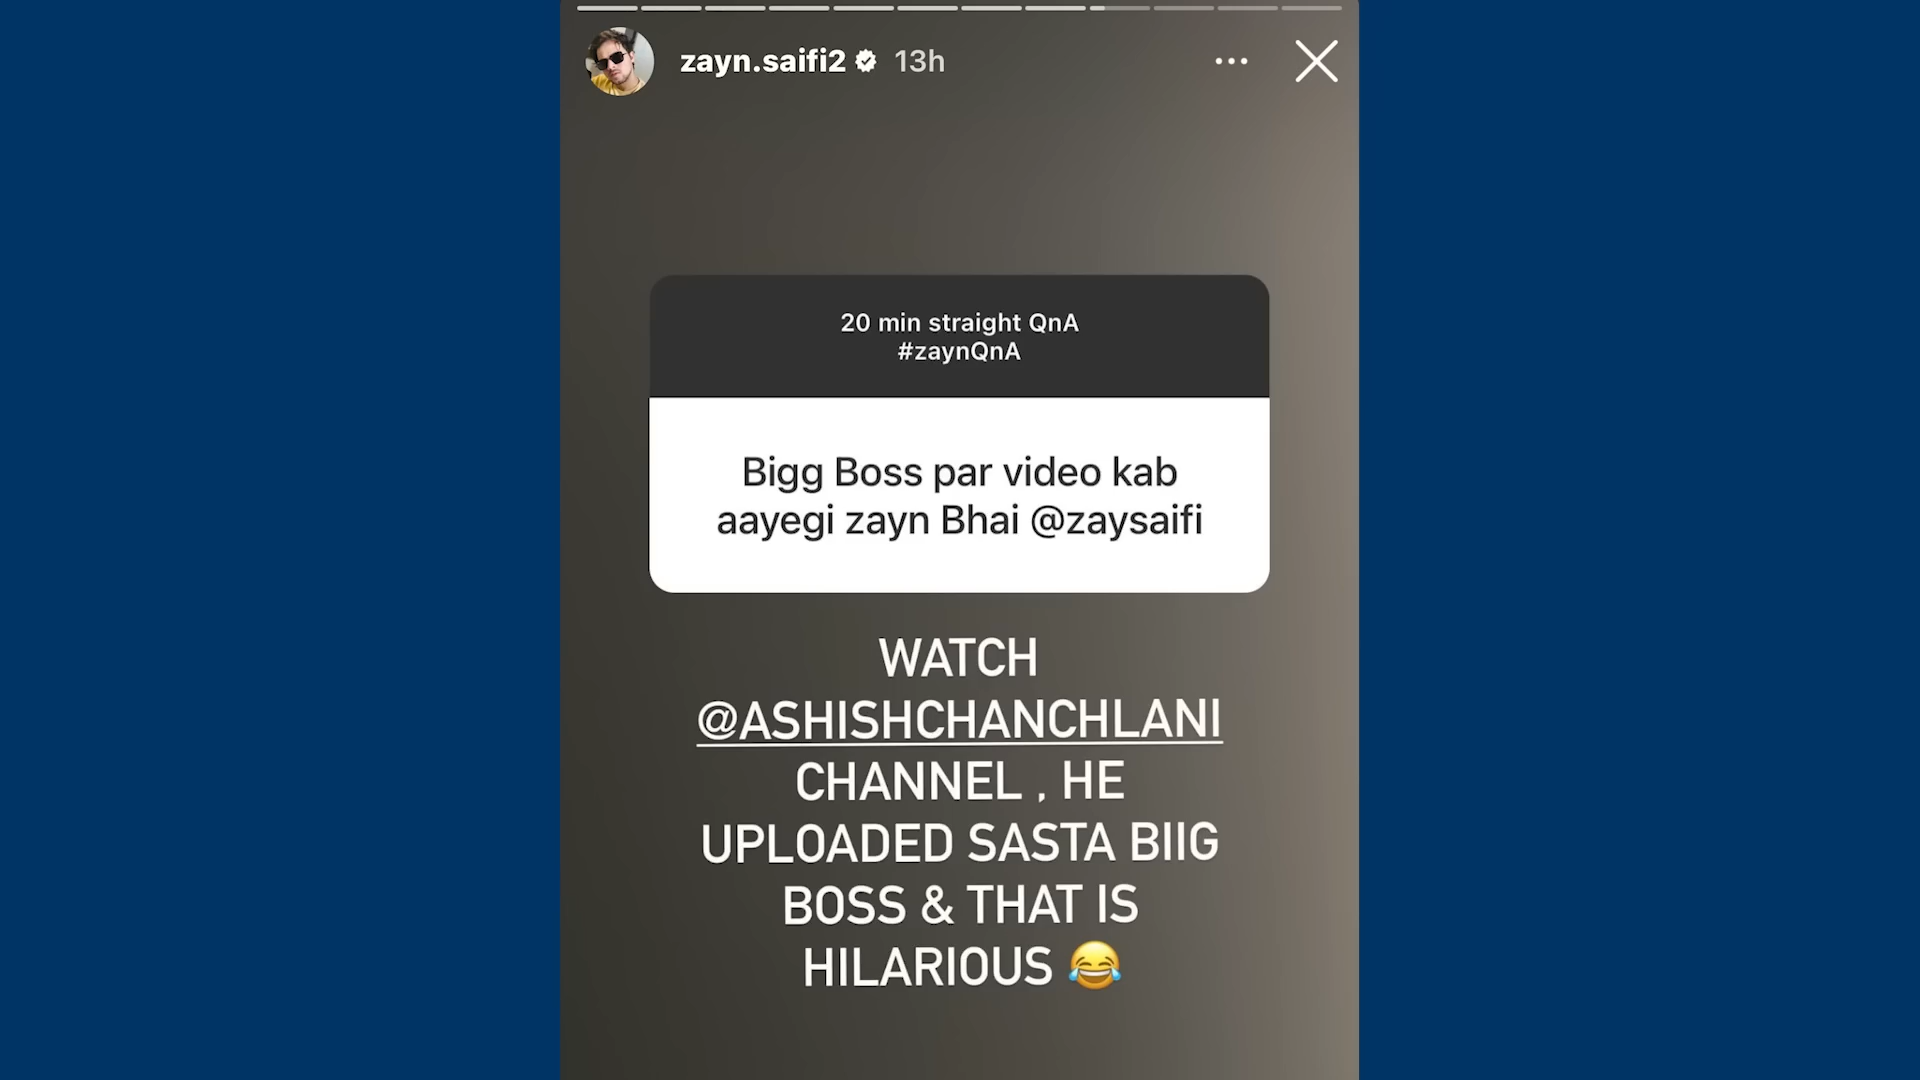 zayn.saifi2 13h
20 min straight QnA
#zaynQnA
Bigg Boss par video kab
aayegi zayn Bhai @zaysaifi
WATCH
@ASHISHCHANCHLANI
CHANNEL , HE
UPLOADED SASTA BIIG
BOSS & THAT IS
HILARIOUS 😂